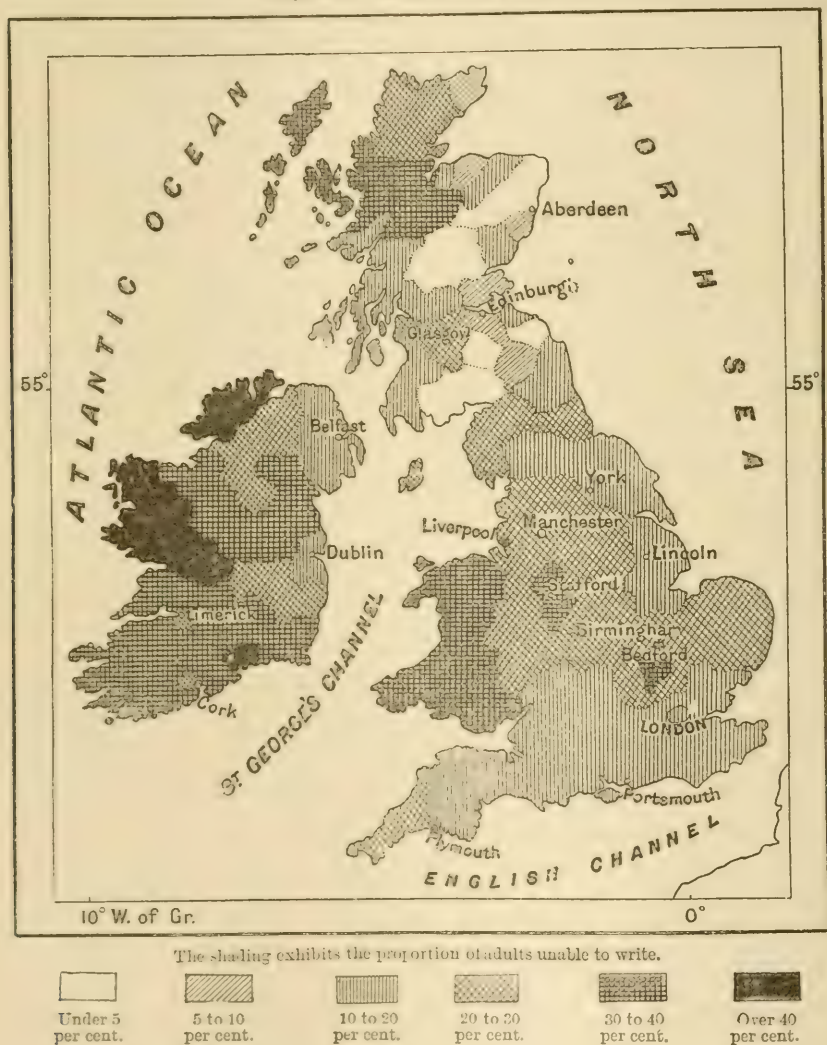 ATLANTIC OCEAN
NORTH SEA
Aberdeen
Edinburgh
Glasgow
55°
55°
Belfast
York
Liverpool
Manchester
Dublin
Lincoln
Stafford
Limerick
Birmingham
Bedford
Cork
ST GEORGE'S CHANNEL
LONDON
Portsmouth
Plymouth
ENGLISH CHANNEL
10° W. of Gr.
0°
The shading exhibits the proportion of adults unable to write.
Under 5 per cent.
5 to 10 per cent.
10 to 20 per cent.
20 to 30 per cent.
30 to 40 per cent.
Over 40 per cent.